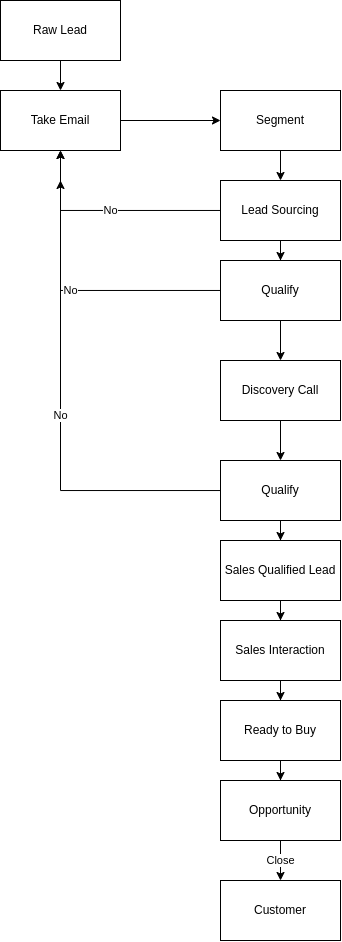 Raw Lead
Take Email
Segment
Lead Sourcing
No
Qualify
No
Discovery Call
No
Qualify
Sales Qualified Lead
Sales Interaction
Ready to Buy
Opportunity
Close
Customer